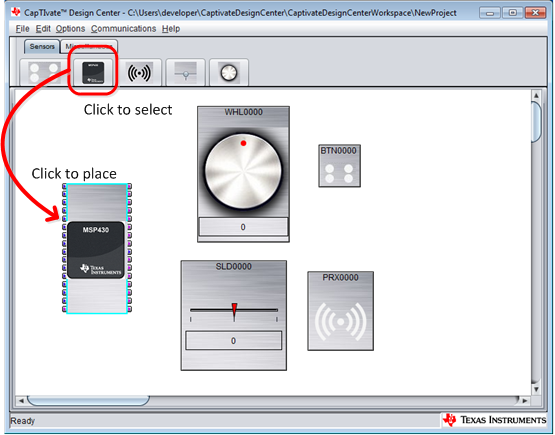 CapTIvate™ Design Center - C:\Users\developer\CaptivateDesignCenter\CaptivateDesignCenterWorkspace\NewProject
File Edit Options Communications Help
Sensors
MSP430
Click to select
WHL0000
0
BTN0000
Click to place
MSP430
TEXAS
INSTRUMENTS
SLD0000
0
PRX0000
Ready
TEXAS INSTRUMENTS